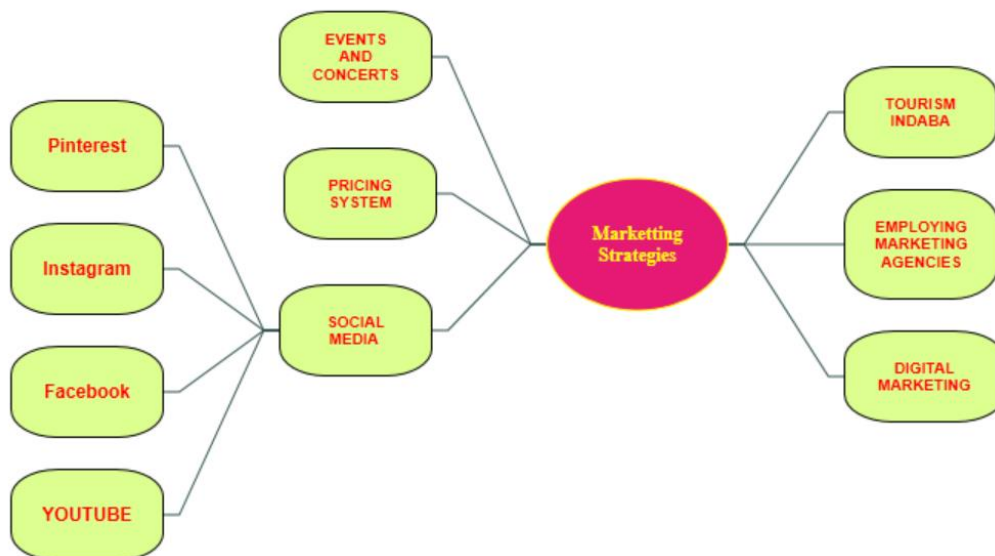 EVENTS
AND
CONCERTS
Pinterest
PRICING
SYSTEM
Instagram
SOCIAL
MEDIA
Facebook
YOUTUBE
Marketting
Strategies
TOURISM
INDABA
EMPLOYING
MARKETING
AGENCIES
DIGITAL
MARKETING